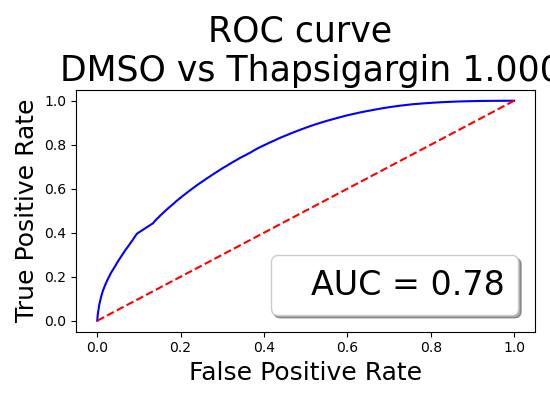 ROC curve
DMSO vs Thapsigargin 1.000
True Positive Rate
1.0
0.8
0.6
0.4
0.2
0.0
AUC = 0.78
0.0 0.2 0.4 0.6 0.8 1.0
False Positive Rate